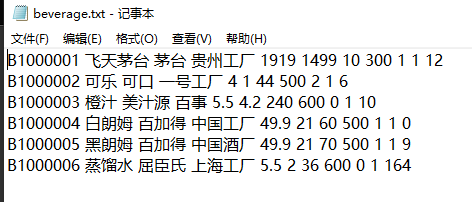 beverage.txt - 记事本
文件(F) 编辑(E) 格式(O) 查看(V) 帮助(H)
B1000001 飞天茅台 茅台 贵州工厂 1919 1499 10 300 1 1 12
B1000002 可乐 可口 一号工厂 4 1 44 500 2 1 6
B1000003 橙汁 美汁源 百事 5.5 4.2 240 600 0 1 10
B1000004 白朗姆 百加得 中国工厂 49.9 21 60 500 1 1 0
B1000005 黑朗姆 百加得 中国酒厂 49.9 21 70 500 1 1 9
B1000006 蒸馏水 屈臣氏 上海工厂 5.5 2 36 600 0 1 164